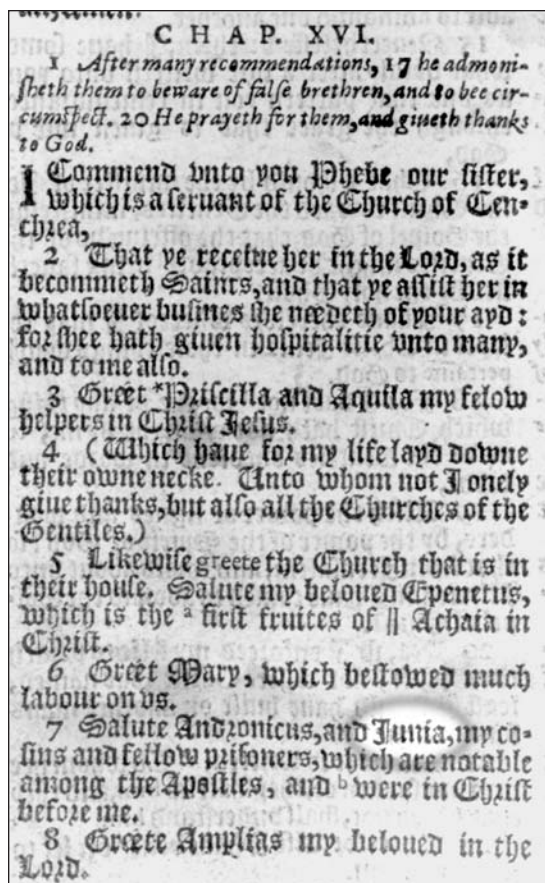 CHAP. XVI.
1 After many recommendations, 17 he admoni-
sheth them to beware of false brethren, and to bee cir-
cumspect. 20 He prayeth for them, and giueth thanks
to God.
I Commend vnto you Phebe our sister,
which is a seruant of the Church of Cen-
chrea,
2 That ye receiue her in the Lord, as it
becommeth Saints, and that ye assist her in
whatsoeuer busines she needeth of your ayd:
for shee hath giuen hospitalitie vnto many,
and to me also.
3 Greet *Priscilla and Aquila my felow
helpers in Christ Jesus.
4 (Which haue for my life layd downe
their owne necke. Unto whom not I onely
giue thanks, but also all the Churches of the
Gentiles.)
5 Likewise greete the Church that is in
their house. Salute my beloued Epenetus,
which is the a first fruites of || Achaia in
Christ.
6 Greet Mary, which bestowed much
labour on vs.
7 Salute Andronicus, and Junia, my co-
sins and fellow prisoners, which are notable
among the Apostles, and b were in Christ
before me.
8 Greete Amplias my beloued in the
Lord.